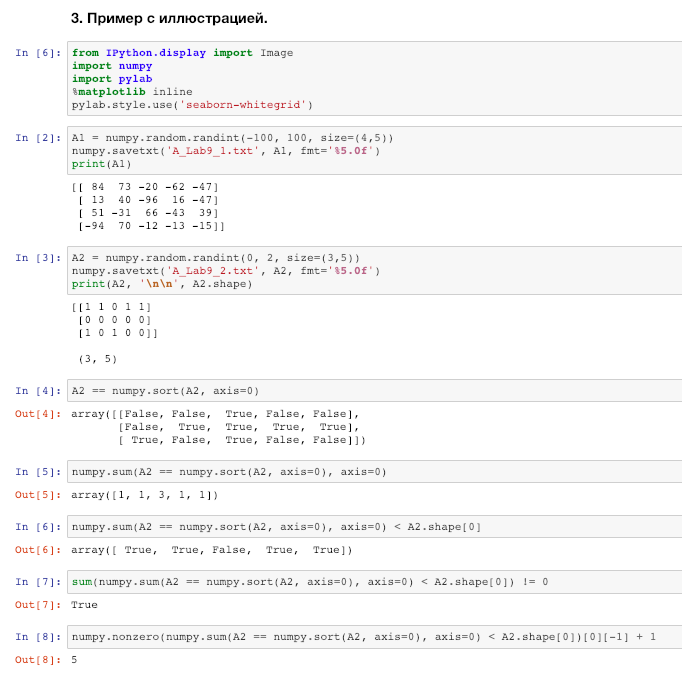 3. Пример с иллюстрацией.
In [6]: from IPython.display import Image
import numpy
import pylab
%matplotlib inline
pylab.style.use('seaborn-whitegrid')
In [2]: A1 = numpy.random.randint(-100, 100, size=(4,5))
numpy.savetxt('A_Lab9_1.txt', A1, fmt='%5.0f')
print(A1)
[[ 84  73 -20 -62 -47]
 [ 13  40 -96  16 -47]
 [ 51 -31  66 -43  39]
 [-94  70 -12 -13 -15]]
In [3]: A2 = numpy.random.randint(0, 2, size=(3,5))
numpy.savetxt('A_Lab9_2.txt', A2, fmt='%5.0f')
print(A2, '\n\n', A2.shape)
[[1 1 0 1 1]
 [0 0 0 0 0]
 [1 0 1 0 0]]
(3, 5)
In [4]: A2 == numpy.sort(A2, axis=0)
Out[4]: array([[False, False,  True, False, False],
       [False,  True,  True,  True,  True],
       [ True, False,  True, False, False]])
In [5]: numpy.sum(A2 == numpy.sort(A2, axis=0), axis=0)
Out[5]: array([1, 1, 3, 1, 1])
In [6]: numpy.sum(A2 == numpy.sort(A2, axis=0), axis=0) < A2.shape[0]
Out[6]: array([ True,  True, False,  True,  True])
In [7]: sum(numpy.sum(A2 == numpy.sort(A2, axis=0), axis=0) < A2.shape[0]) != 0
Out[7]: True
In [8]: numpy.nonzero(numpy.sum(A2 == numpy.sort(A2, axis=0), axis=0) < A2.shape[0])[0][-1] + 1
Out[8]: 5